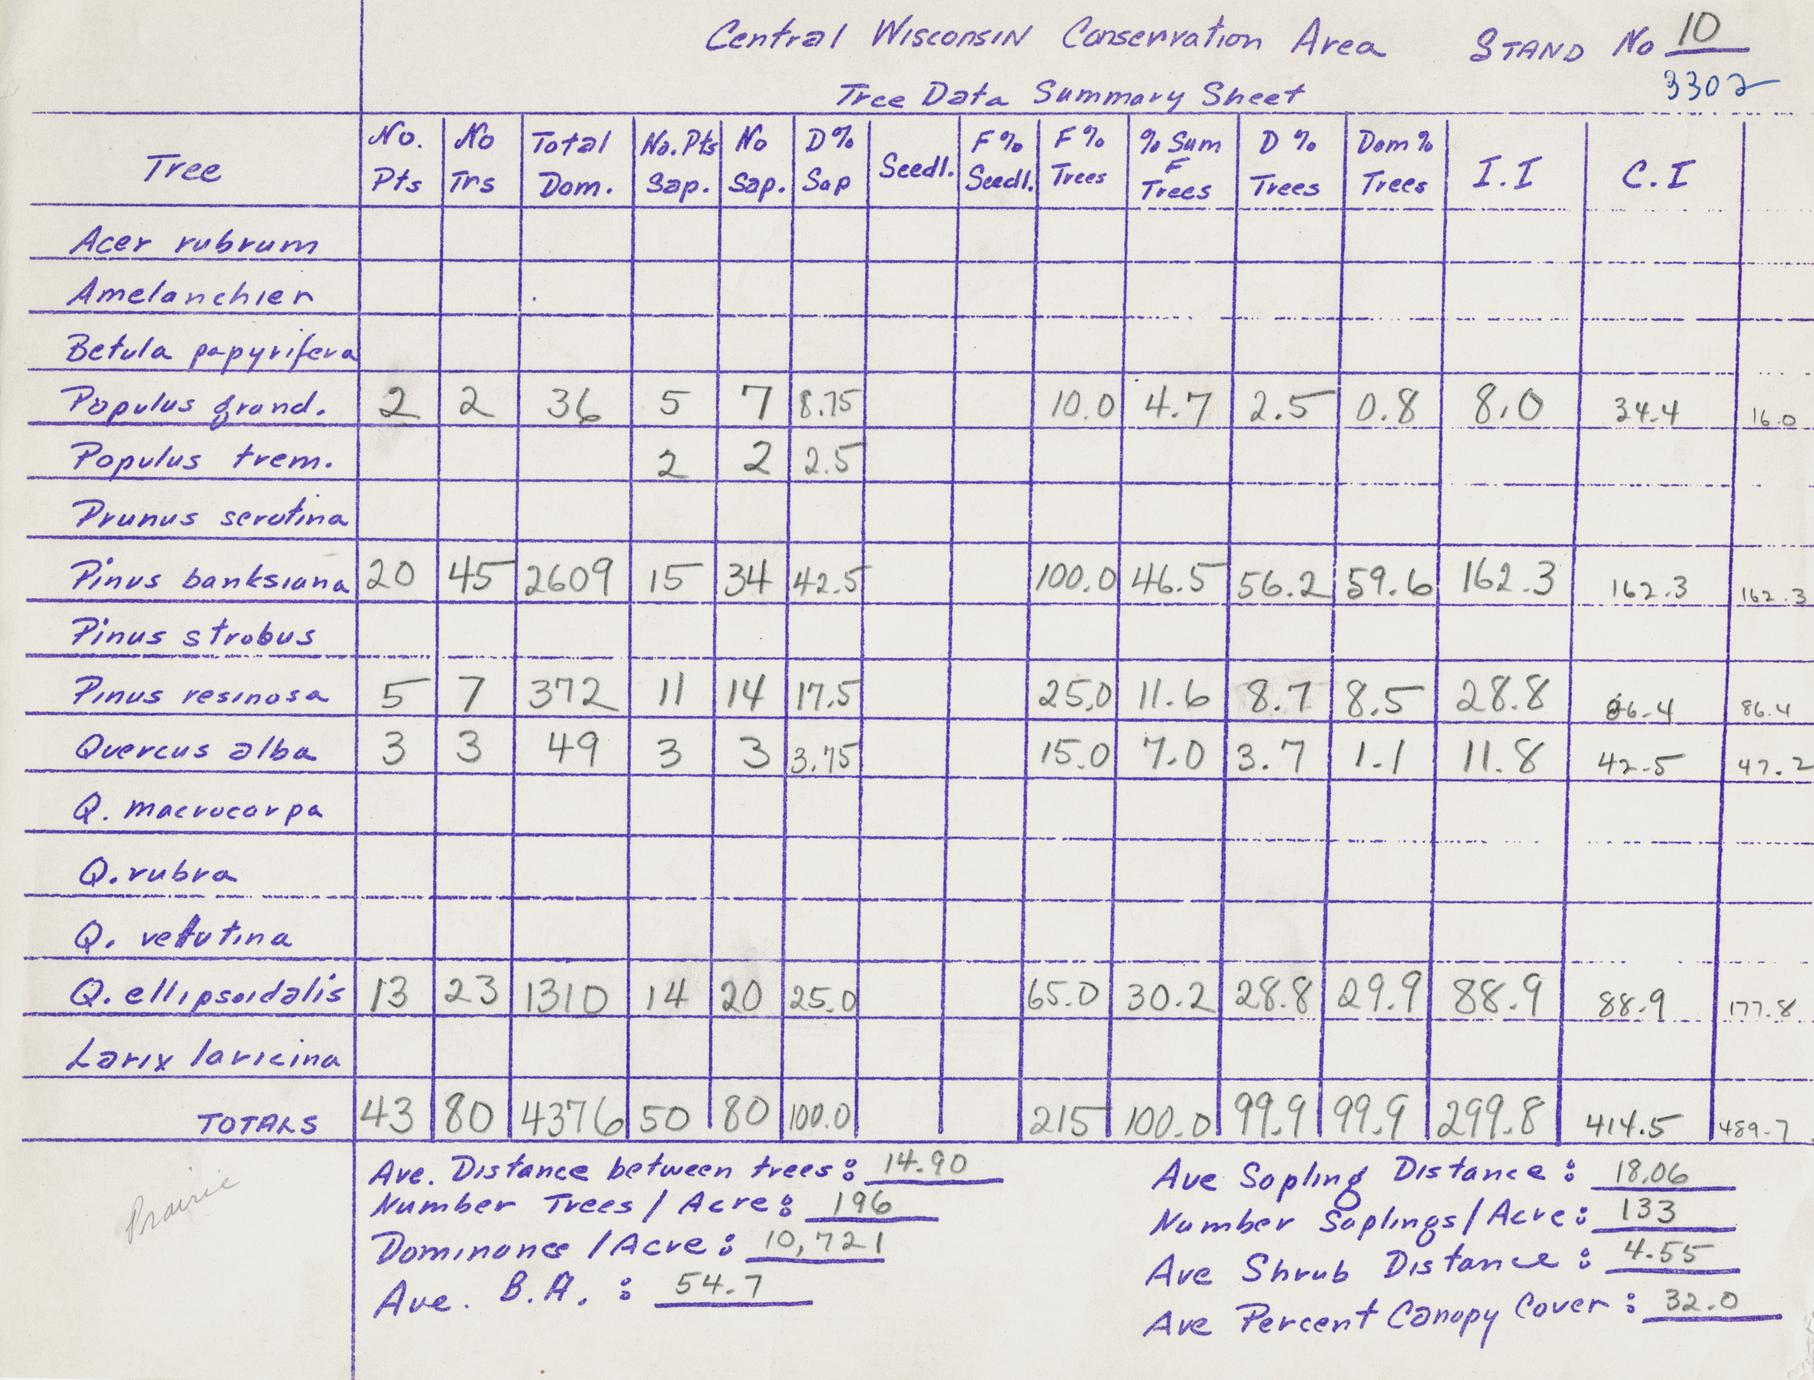 Central Wisconsin Conservation Area STAND No 10
3302
Tree Data Summary Sheet
Tree No. Pts No Trs Total Dom. No. Pts Sap. No Sap. D% Sap Seedl. F% Seedl. F% Trees % Sum F Trees D % Trees Dom % Trees I.I C.I
Acer rubrum
Amelanchier
Betula papyrifera
Populus grand. 2 2 36 5 7 8.75 10.0 4.7 2.5 0.8 8.0 34.4 16.0
Populus trem. 2 2 2.5
Prunus serotina
Pinus banksiana 20 45 2609 15 34 42.5 100.0 46.5 56.2 59.6 162.3 162.3 162.3
Pinus strobus
Pinus resinosa 5 7 372 11 14 17.5 25.0 11.6 8.7 8.5 28.8 86.4 86.4
Quercus alba 3 3 49 3 3 3.75 15.0 7.0 3.7 1.1 11.8 42.5 47.2
Q. macrocarpa
Q. rubra
Q. velutina
Q. ellipsoidalis 13 23 1310 14 20 25.0 65.0 30.2 28.8 29.9 88.9 88.9 177.8
Larix laricina
TOTALS 43 80 4376 50 80 100.0 215 100.0 99.9 99.9 299.8 414.5 489.7
Prairie
Ave. Distance between trees: 14.90
Number Trees / Acre: 196
Dominance / Acre: 10,721
Ave. B.A. : 54.7
Ave Sapling Distance: 18.06
Number Saplings/Acre: 133
Ave Shrub Distance: 4.55
Ave Percent Canopy Cover: 32.0